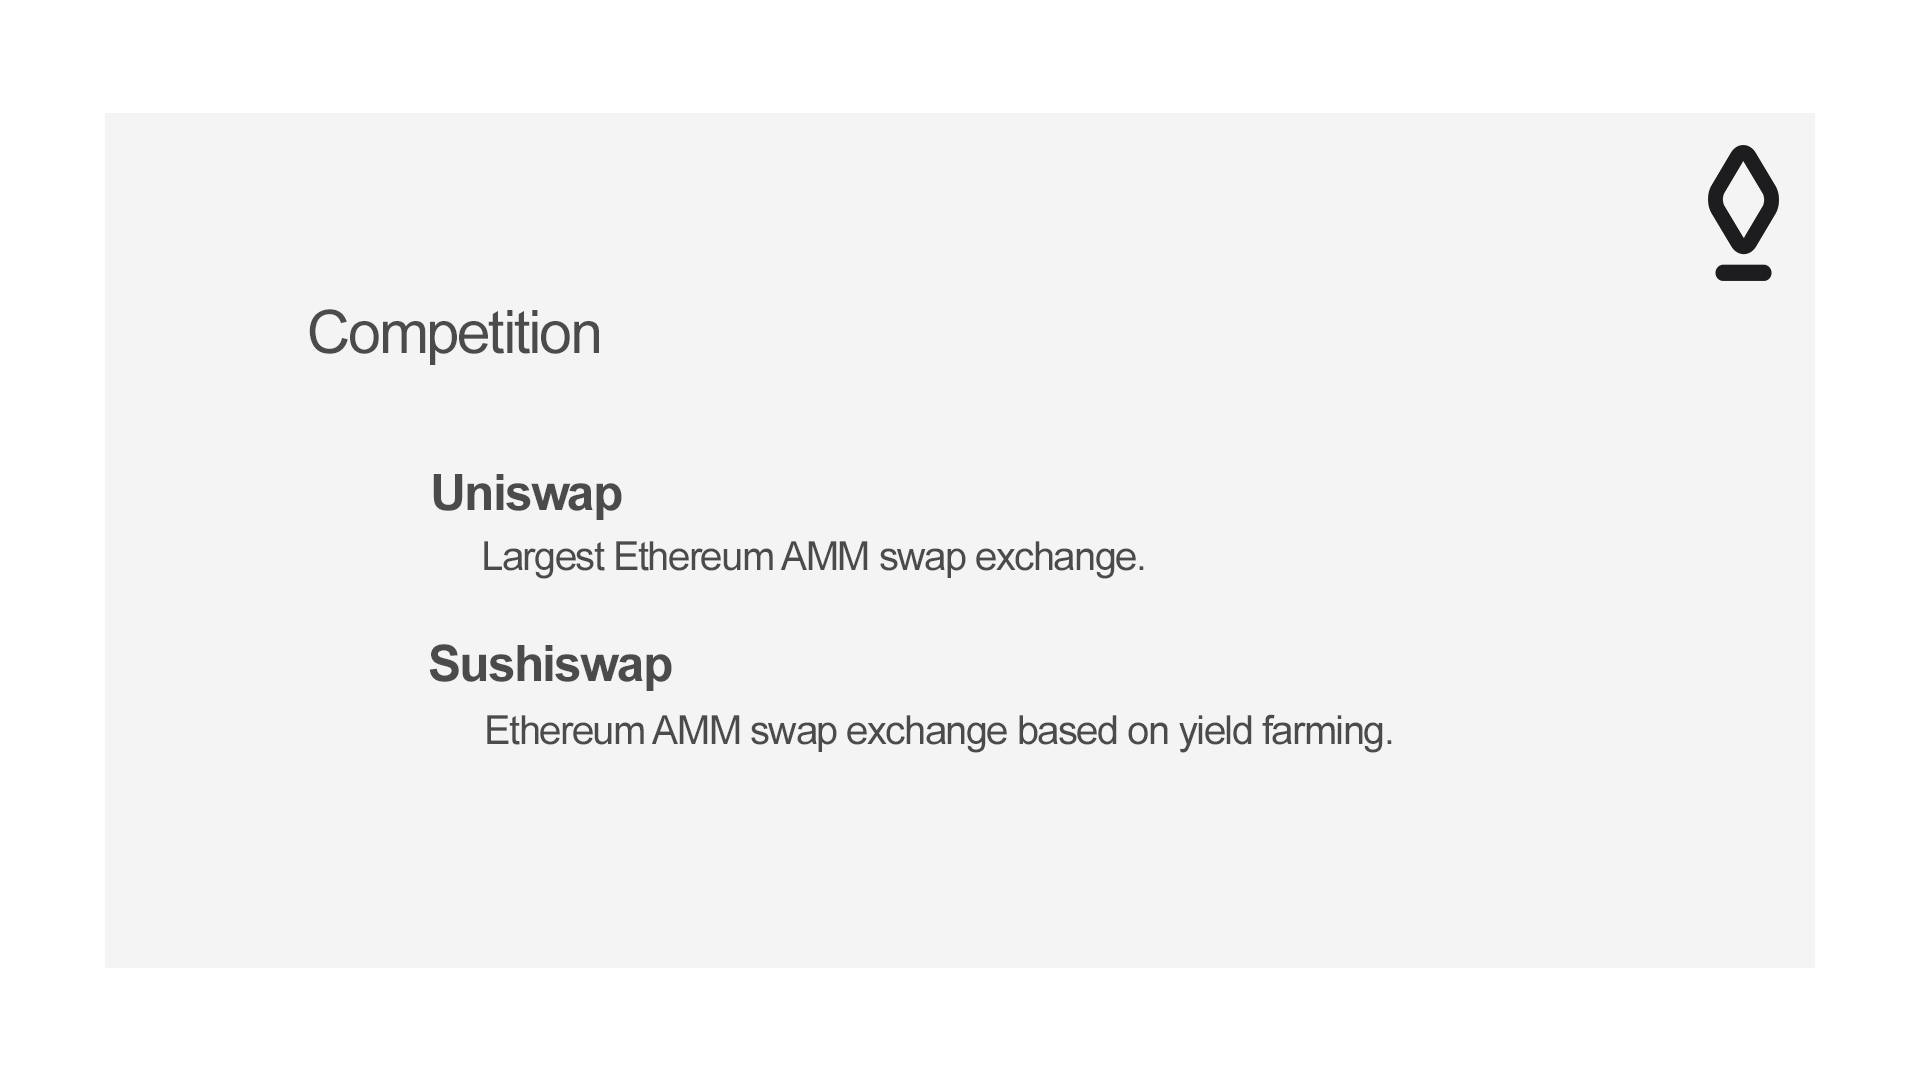 Competition
Uniswap
Largest Ethereum AMM swap exchange.
Sushiswap
Ethereum AMM swap exchange based on yield farming.